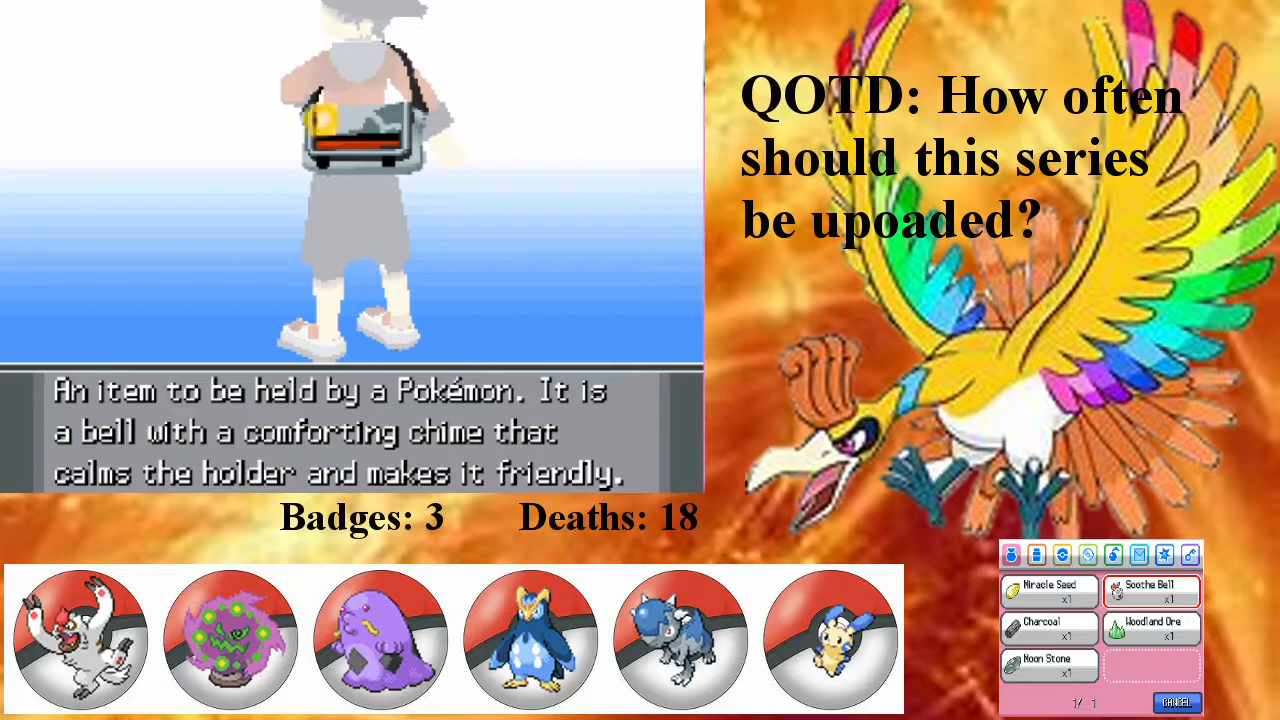 QOTD: How often
should this series
be upoaded?
An item to be held by a Pokémon. It is
a bell with a comforting chime that
calms the holder and makes it friendly.
Badges: 3
Deaths: 18
Miracle Seed
x1
Soothe Bell
x1
Charcoal
x1
Woodland Ore
x1
Moon Stone
x1
1/ 1
CANCEL